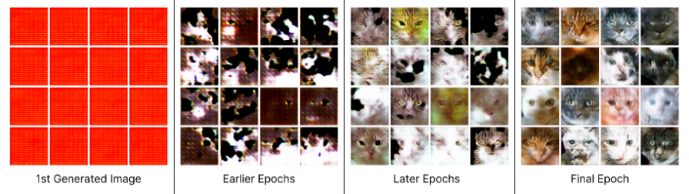 1st Generated Image
Earlier Epochs
Later Epochs
Final Epoch